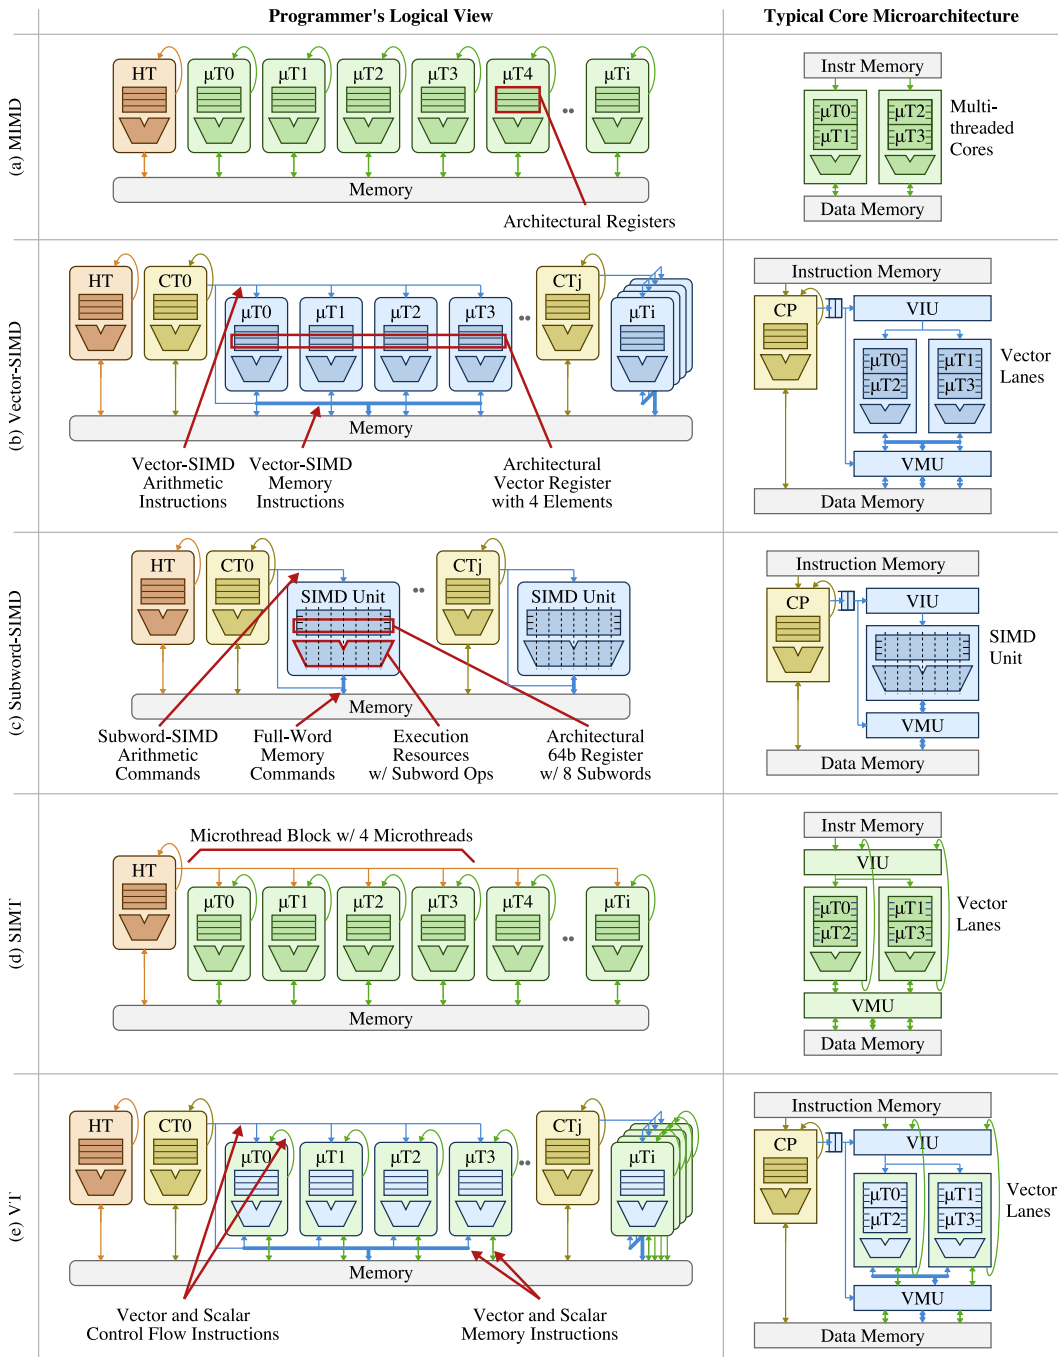 Programmer's Logical View
Typical Core Microarchitecture
(a) MIMD
HT
μT0
μT1
μT2
μT3
μT4
μTi
Memory
Architectural Registers
Instr Memory
μT0
μT1
μT2
μT3
Multi-
threaded
Cores
Data Memory
(b) Vector-SIMD
HT
CT0
μT0
μT1
μT2
μT3
CTj
μTi
Memory
Vector-SIMD
Arithmetic
Instructions
Vector-SIMD
Memory
Instructions
Architectural
Vector Register
with 4 Elements
Instruction Memory
CP
VIU
μT0
μT2
μT1
μT3
Vector
Lanes
VMU
Data Memory
(c) Subword-SIMD
HT
CT0
SIMD Unit
CTj
SIMD Unit
Memory
Subword-SIMD
Arithmetic
Commands
Full-Word
Memory
Commands
Execution
Resources
w/ Subword Ops
Architectural
64b Register
w/ 8 Subwords
Instruction Memory
CP
VIU
SIMD
Unit
VMU
Data Memory
(d) SIMT
Microthread Block w/ 4 Microthreads
HT
μT0
μT1
μT2
μT3
μT4
μTi
Memory
Instr Memory
VIU
μT0
μT2
μT1
μT3
Vector
Lanes
VMU
Data Memory
(e) VT
HT
CT0
μT0
μT1
μT2
μT3
CTj
μTi
Memory
Vector and Scalar
Control Flow Instructions
Vector and Scalar
Memory Instructions
Instruction Memory
CP
VIU
μT0
μT2
μT1
μT3
Vector
Lanes
VMU
Data Memory